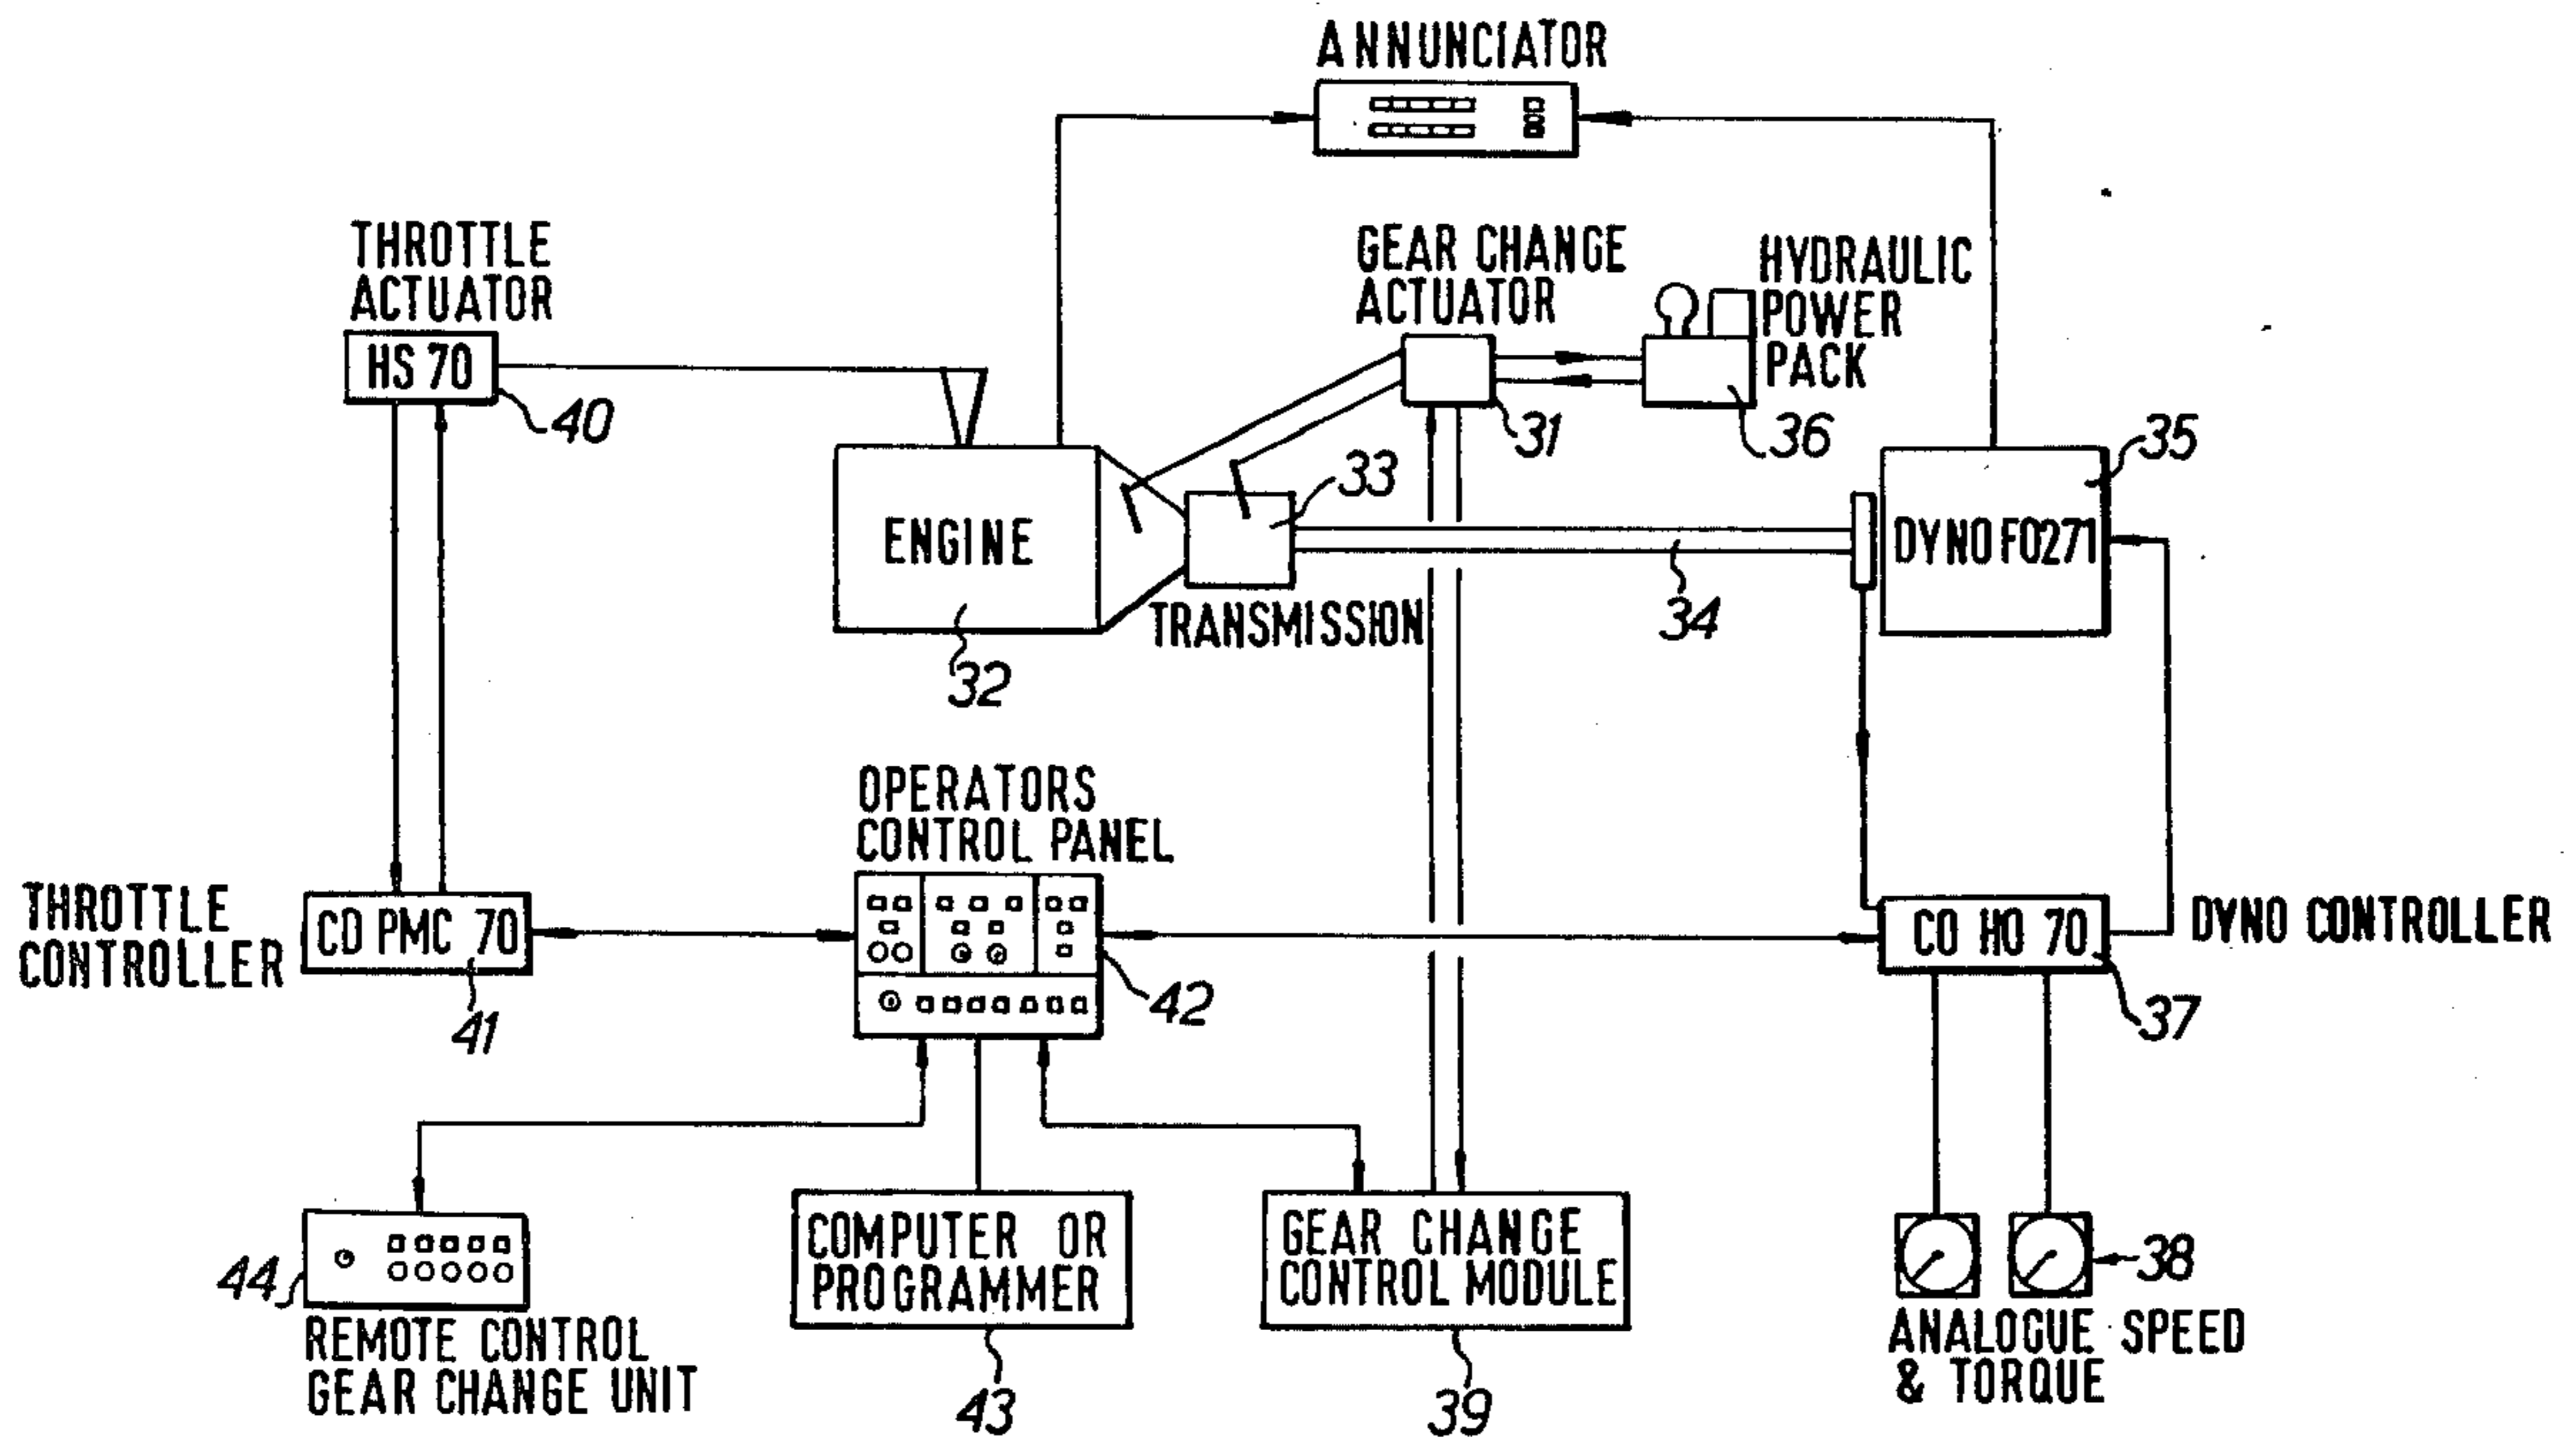 ANNUNCIATOR
THROTTLE
ACTUATOR
HS 70
40
GEAR CHANGE
ACTUATOR
31
HYDRAULIC
POWER
PACK
36
35
33
ENGINE
32
TRANSMISSION
34
DYNO FO271
OPERATORS
CONTROL PANEL
42
THROTTLE
CONTROLLER
CD PMC 70
41
CO HO 70
DYNO CONTROLLER
37
44
REMOTE CONTROL
GEAR CHANGE UNIT
COMPUTER OR
PROGRAMMER
43
GEAR CHANGE
CONTROL MODULE
39
38
ANALOGUE SPEED
& TORQUE